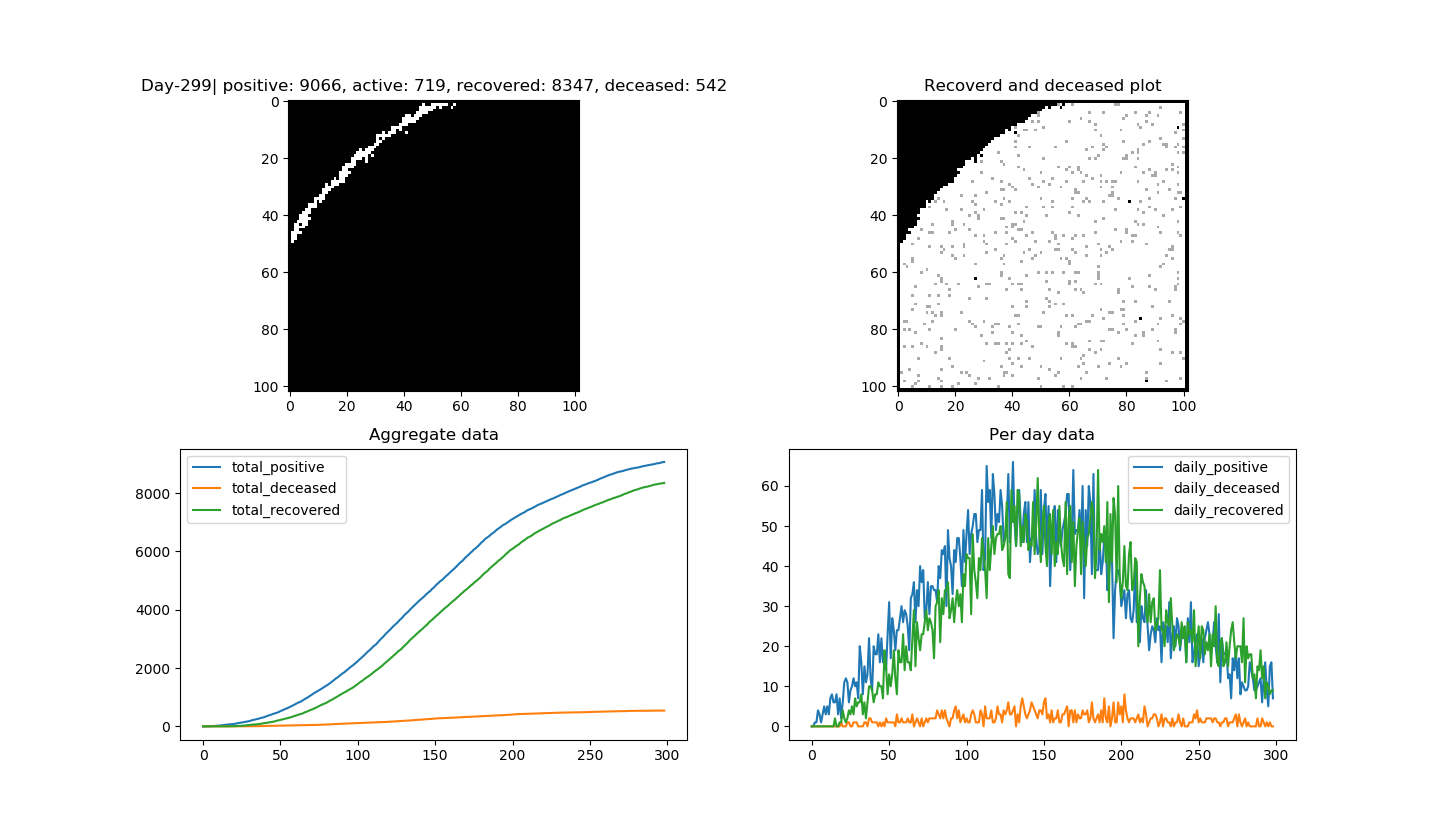 Day-299| positive: 9066, active: 719, recovered: 8347, deceased: 542
0
20
40
60
80
100
0 20 40 60 80 100
Recoverd and deceased plot
0
20
40
60
80
100
0 20 40 60 80 100
Aggregate data
total_positive
total_deceased
total_recovered
8000
6000
4000
2000
0
0 50 100 150 200 250 300
Per day data
daily_positive
daily_deceased
daily_recovered
60
50
40
30
20
10
0
0 50 100 150 200 250 300